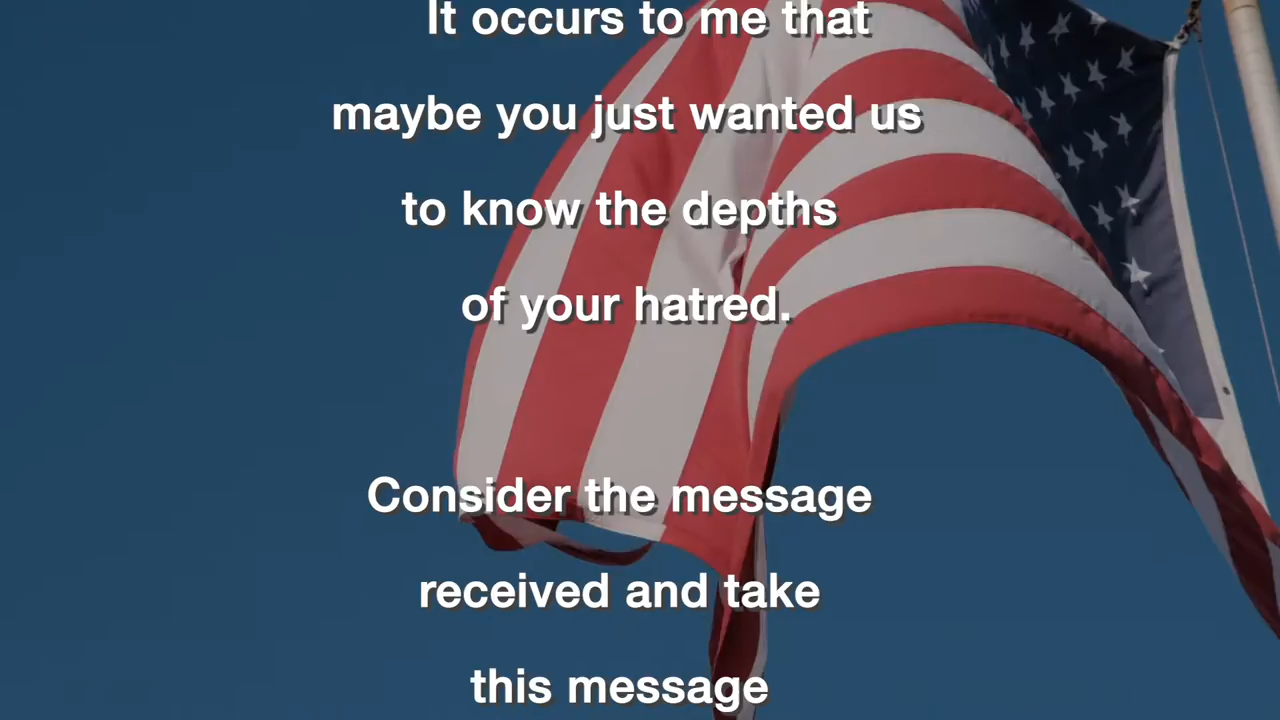 It occurs to me that
maybe you just wanted us
to know the depths
of your hatred.
Consider the message
received and take
this message